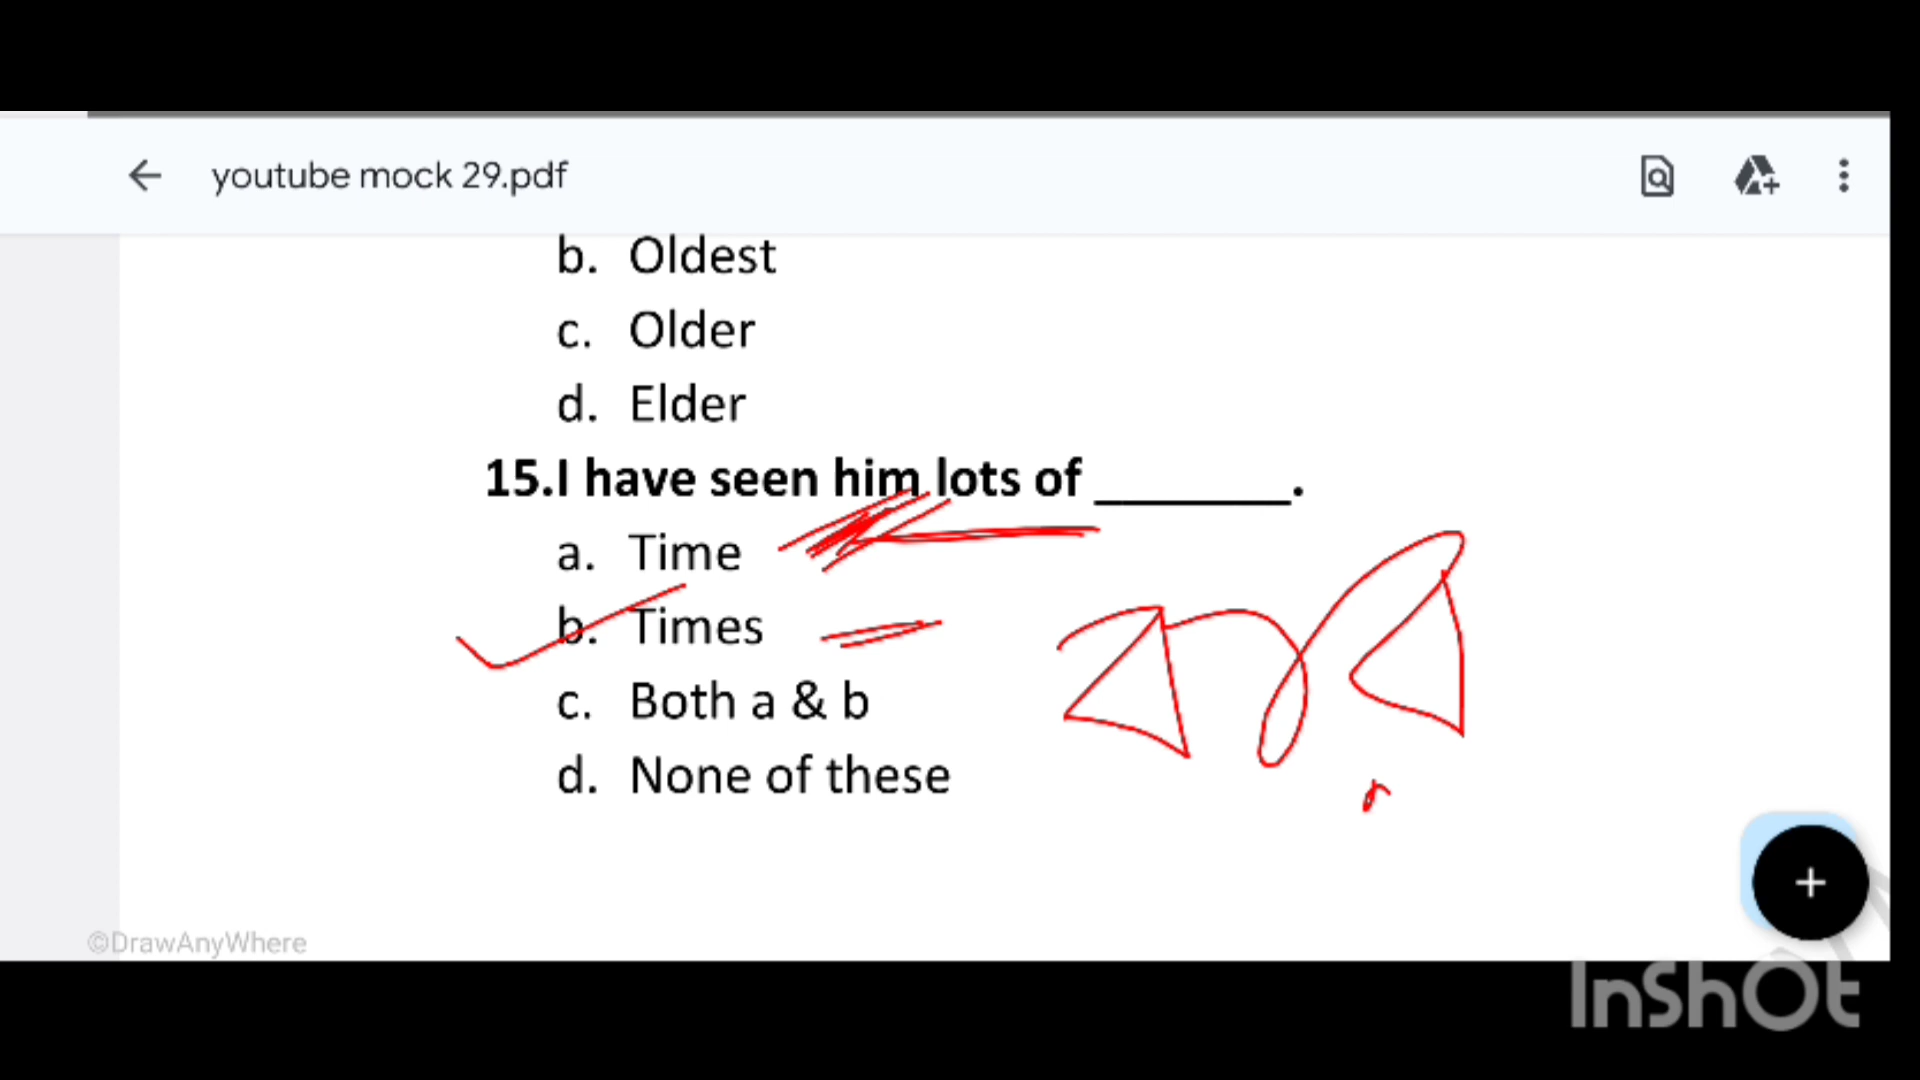 youtube mock 29.pdf
b. Oldest
c. Older
d. Elder
15.I have seen him lots of _______.
a. Time
b. Times
c. Both a & b
d. None of these
+
©DrawAnyWhere
InShOt